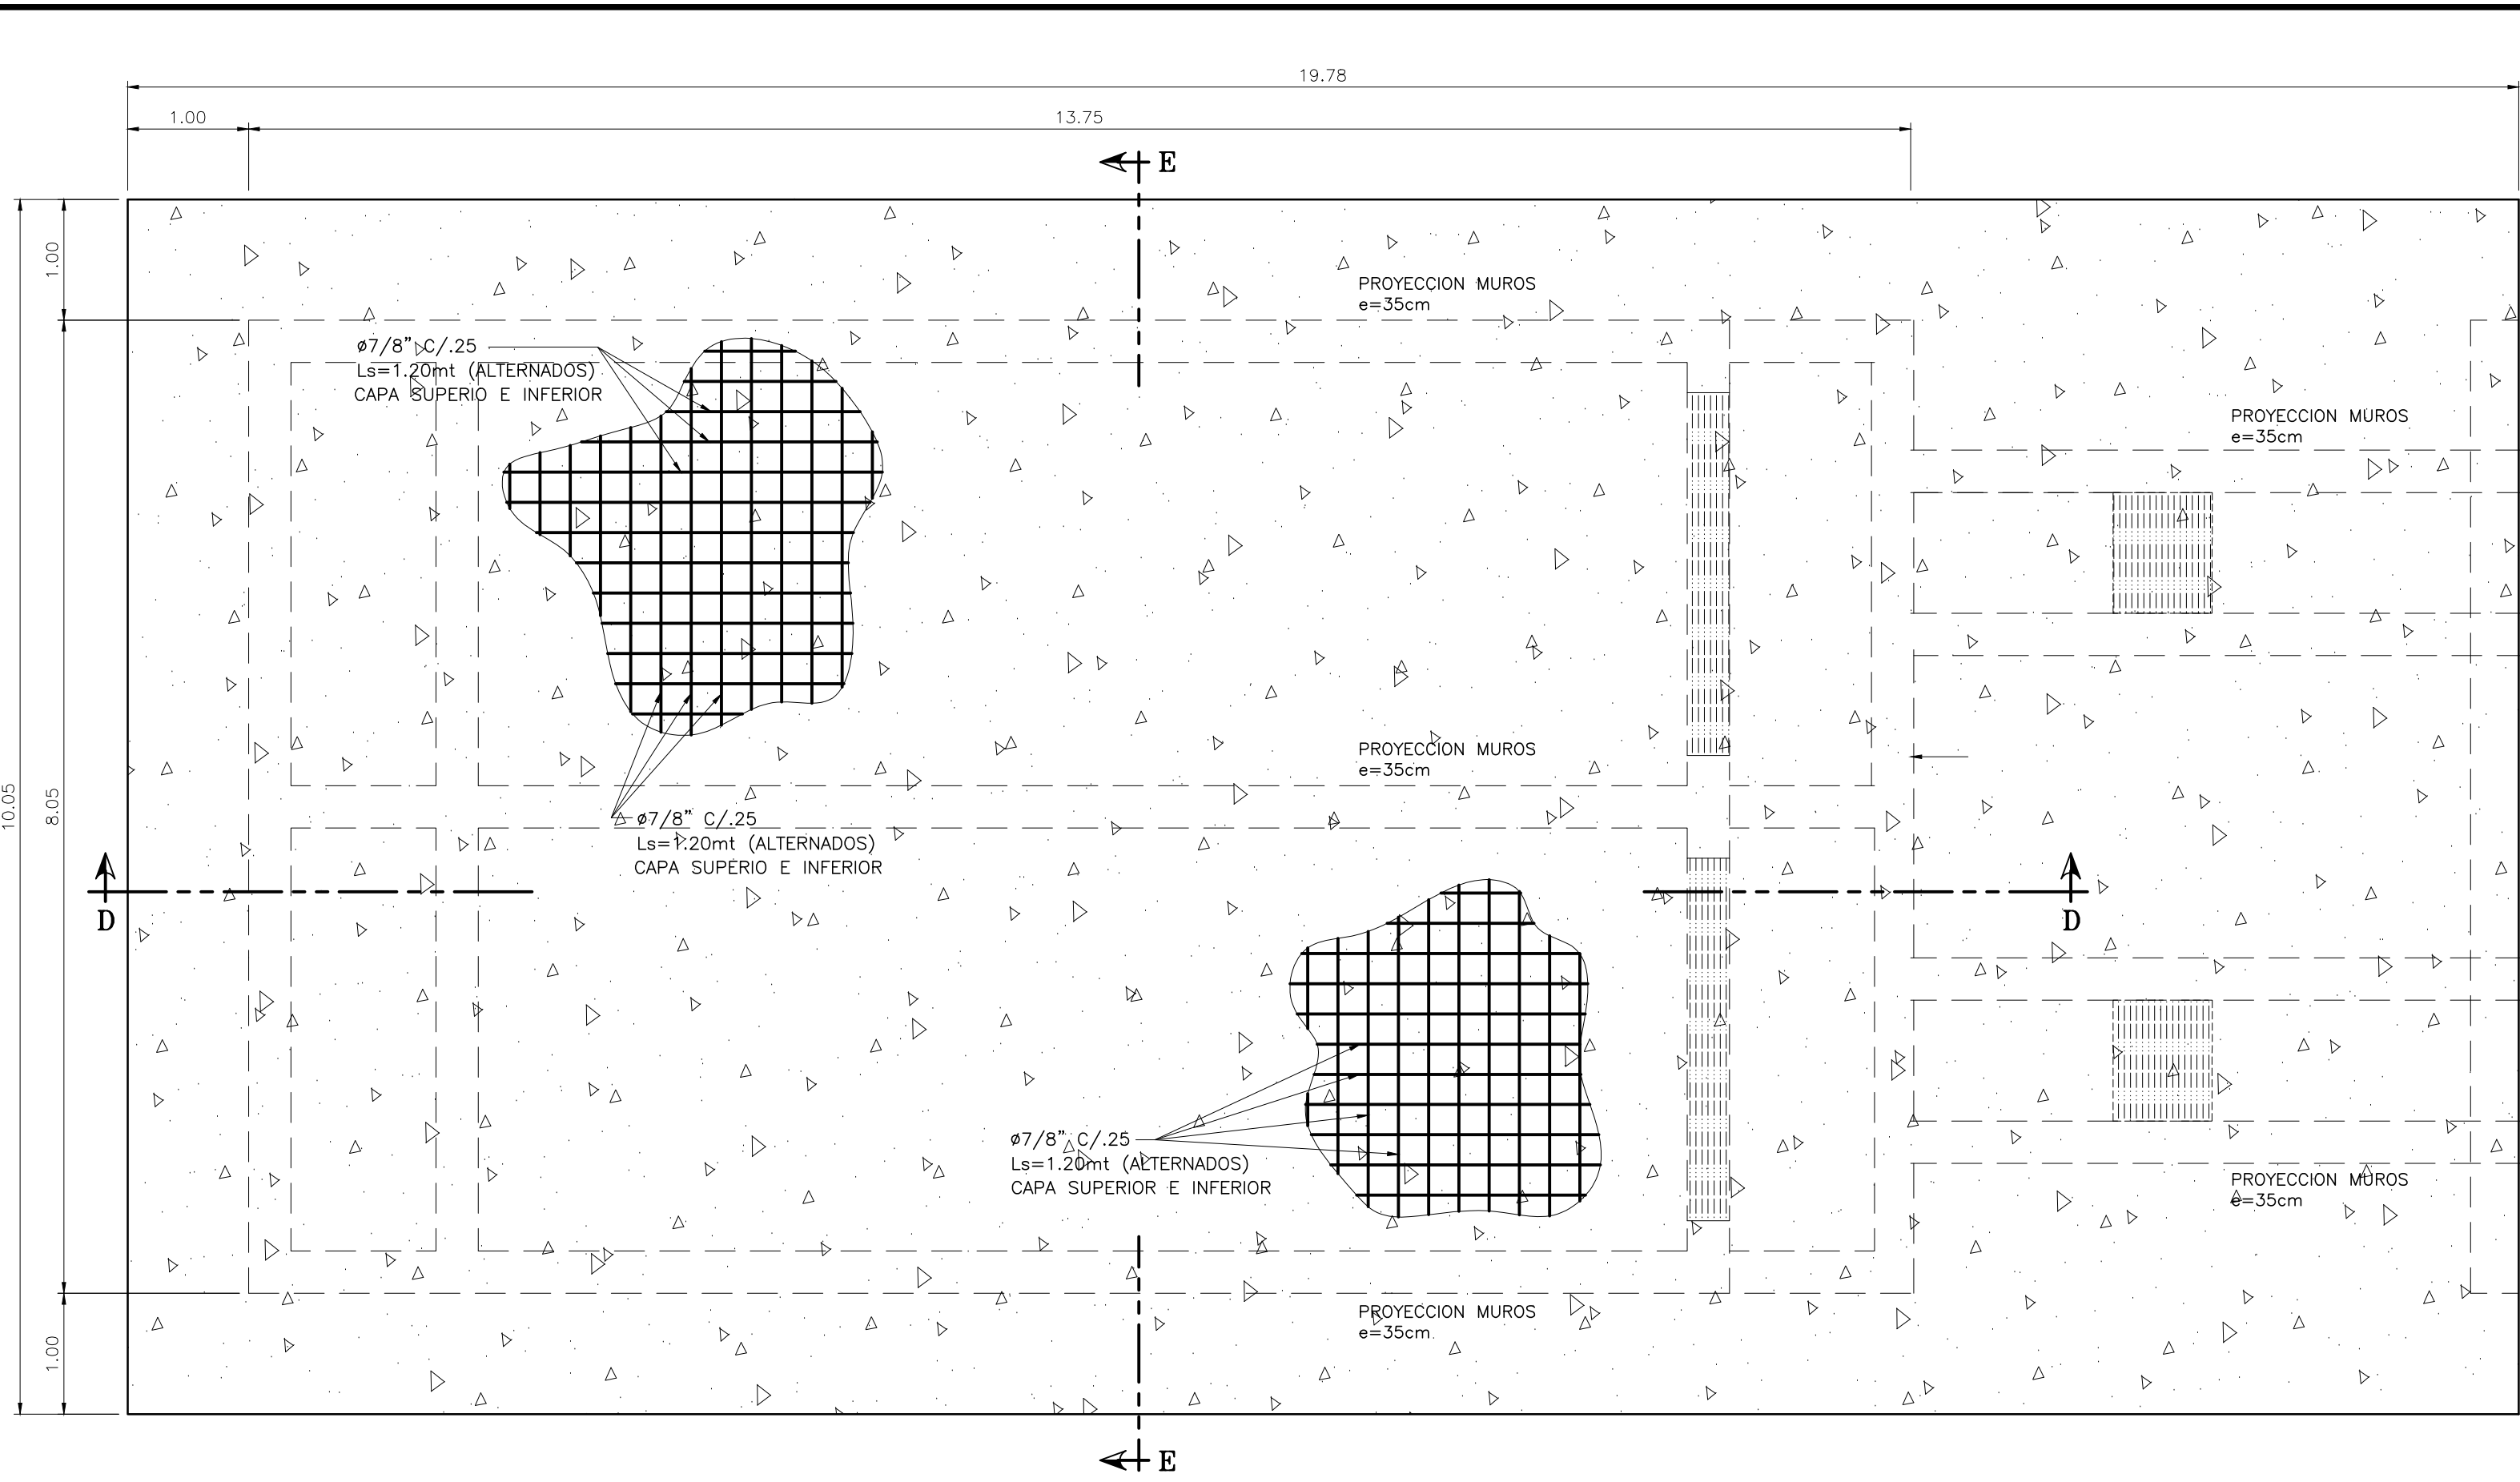 19.78
1.00
13.75
E
1.00
PROYECCION MUROS
e=35cm
ø7/8" C/.25
Ls=1.20mt (ALTERNADOS)
CAPA SUPERIO E INFERIOR
PROYECCION MUROS
e=35cm
PROYECCION MUROS
e=35cm
10.05
8.05
ø7/8" C/.25
Ls=1.20mt (ALTERNADOS)
CAPA SUPERIO E INFERIOR
D
D
ø7/8" C/.25
Ls=1.20mt (ALTERNADOS)
CAPA SUPERIOR E INFERIOR
PROYECCION MUROS
e=35cm
PROYECCION MUROS
e=35cm
1.00
E